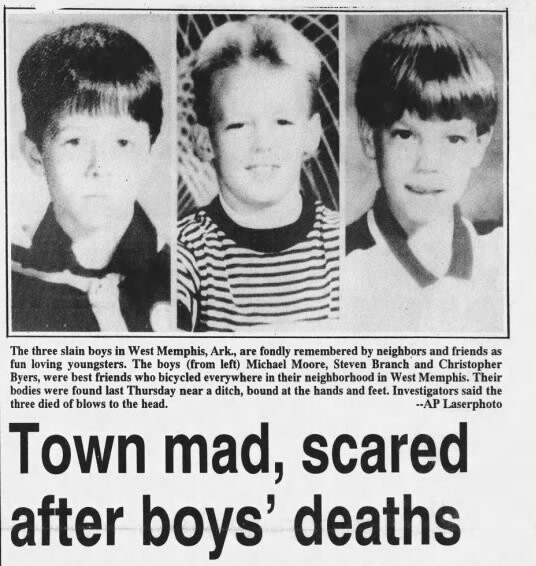 The three slain boys in West Memphis, Ark., are fondly remembered by neighbors and friends as
fun loving youngsters. The boys (from left) Michael Moore, Steven Branch and Christopher
Byers, were best friends who bicycled everywhere in their neighborhood in West Memphis. Their
bodies were found last Thursday near a ditch, bound at the hands and feet. Investigators said the
three died of blows to the head. --AP Laserphoto
Town mad, scared
after boys' deaths